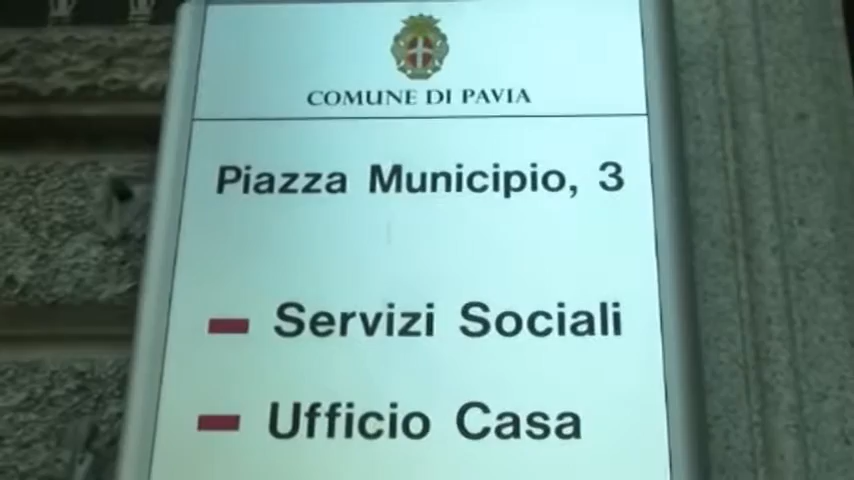 COMUNE DI PAVIA
Piazza Municipio, 3
Servizi Sociali
Ufficio Casa